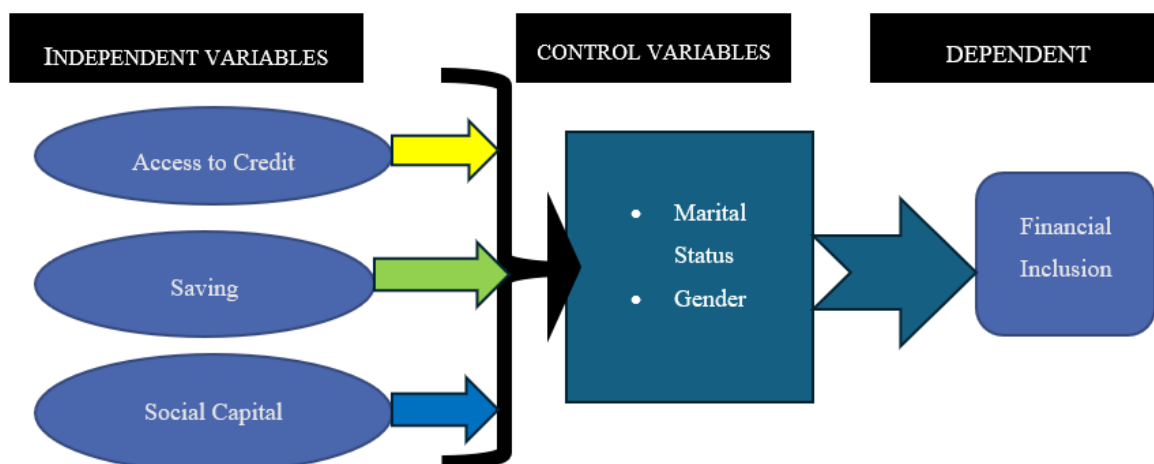 INDEPENDENT VARIABLES
CONTROL VARIABLES
DEPENDENT
Access to Credit
Saving
Social Capital
• Marital
Status
• Gender
Financial
Inclusion